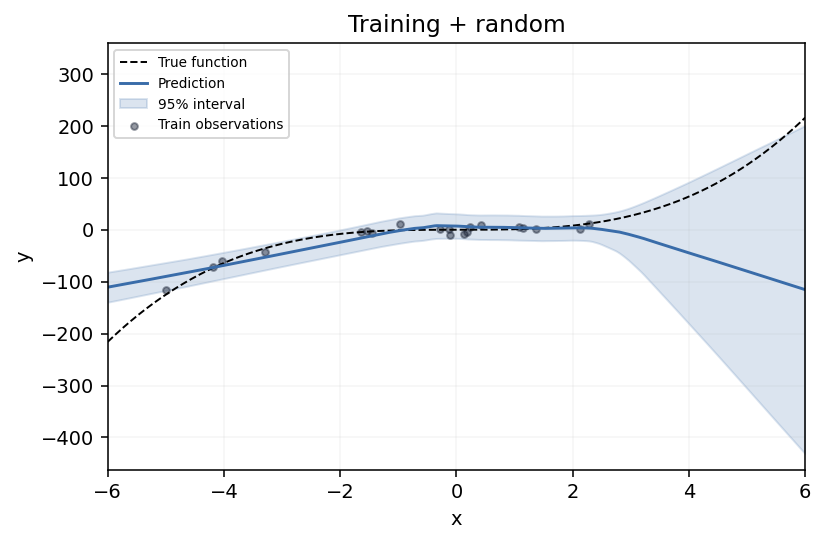 Training + random
True function
Prediction
95% interval
Train observations
300
200
100
0
−100
−200
−300
−400
y
−6
−4
−2
0
2
4
6
x